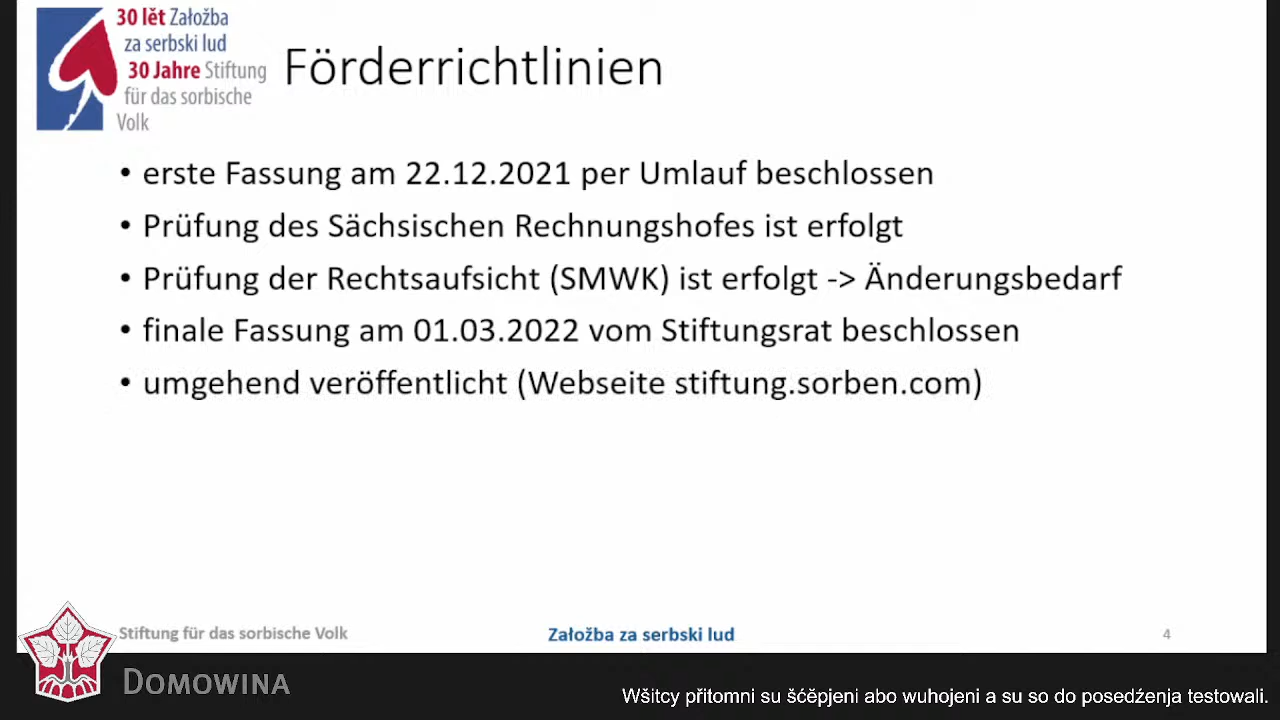 30 lět Załožba
za serbski lud
30 Jahre Stiftung
für das sorbische
Volk
Förderrichtlinien
• erste Fassung am 22.12.2021 per Umlauf beschlossen
• Prüfung des Sächsischen Rechnungshofes ist erfolgt
• Prüfung der Rechtsaufsicht (SMWK) ist erfolgt -> Änderungsbedarf
• finale Fassung am 01.03.2022 vom Stiftungsrat beschlossen
• umgehend veröffentlicht (Webseite stiftung.sorben.com)
Stiftung für das sorbische Volk
Załožba za serbski lud
4
DOMOWINA
Wšitcy přitomni su šćěpjeni abo wuhojeni a su so do posedźenja testowali.